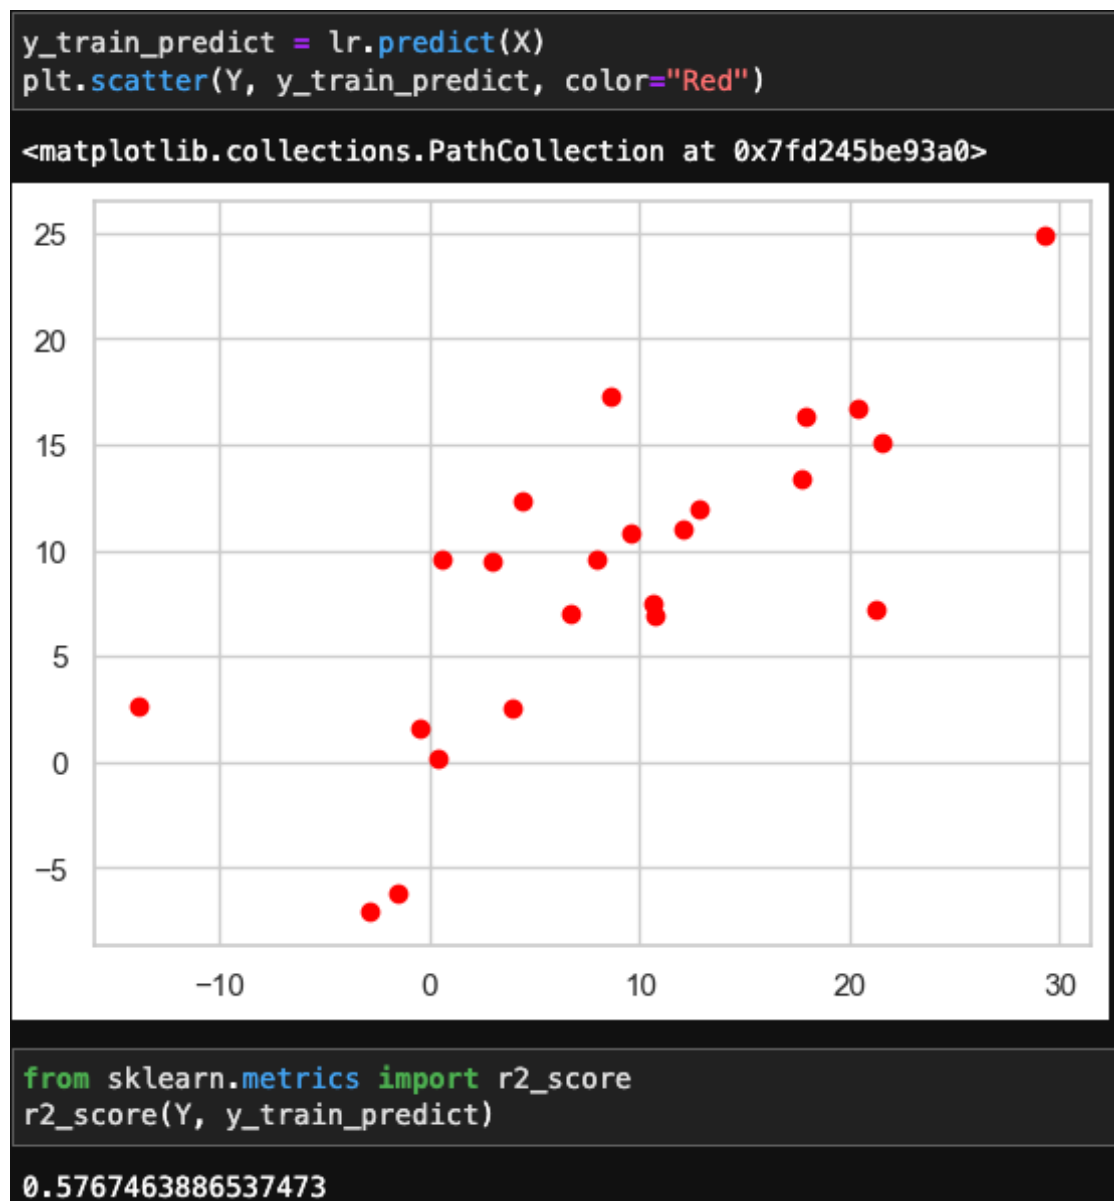 y_train_predict = lr.predict(X)
plt.scatter(Y, y_train_predict, color="Red")
<matplotlib.collections.PathCollection at 0x7fd245be93a0>
25
20
15
10
5
0
−5
−10 0 10 20 30
from sklearn.metrics import r2_score
r2_score(Y, y_train_predict)
0.5767463886537473